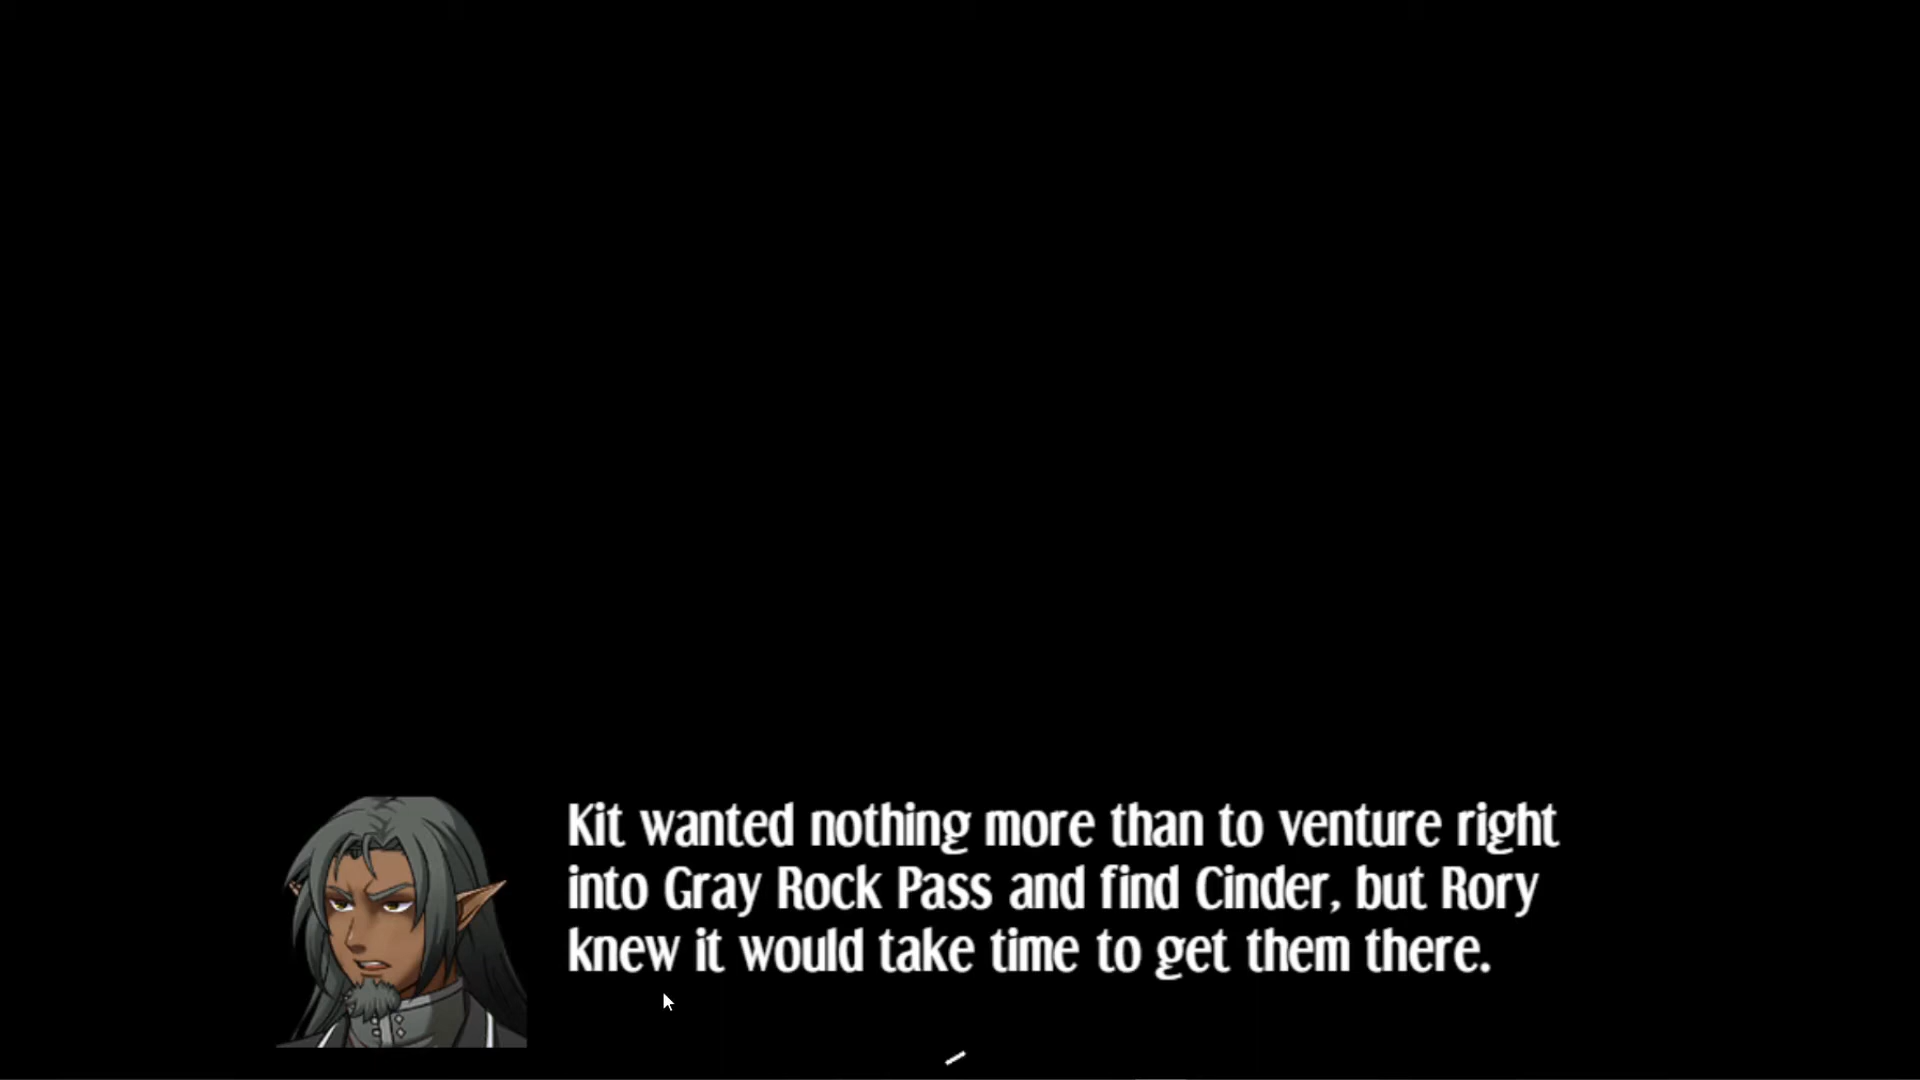 Kit wanted nothing more than to venture right
into Gray Rock Pass and find Cinder, but Rory
knew it would take time to get them there.